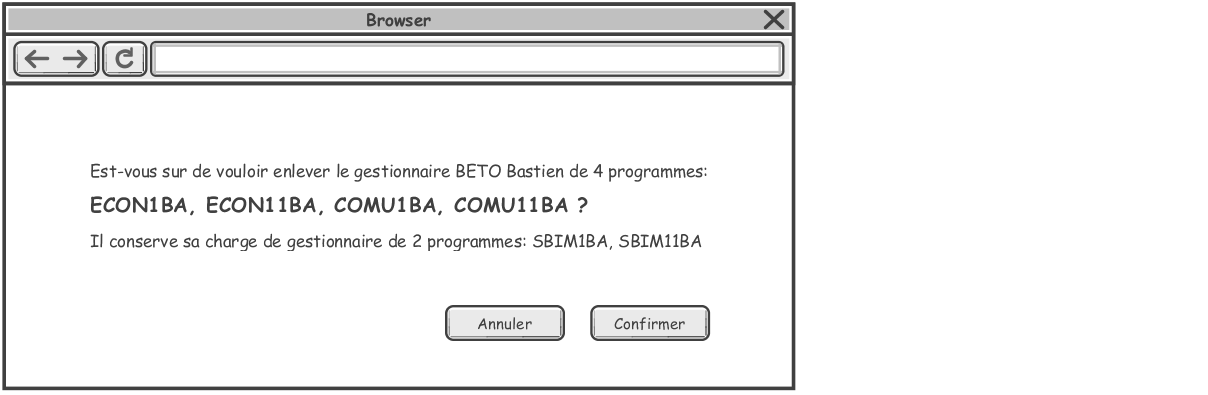 Browser
Est-vous sur de vouloir enlever le gestionnaire BETO Bastien de 4 programmes:
ECON1BA, ECON11BA, COMU1BA, COMU11BA ?
Il conserve sa charge de gestionnaire de 2 programmes: SBIM1BA, SBIM11BA
Annuler Confirmer